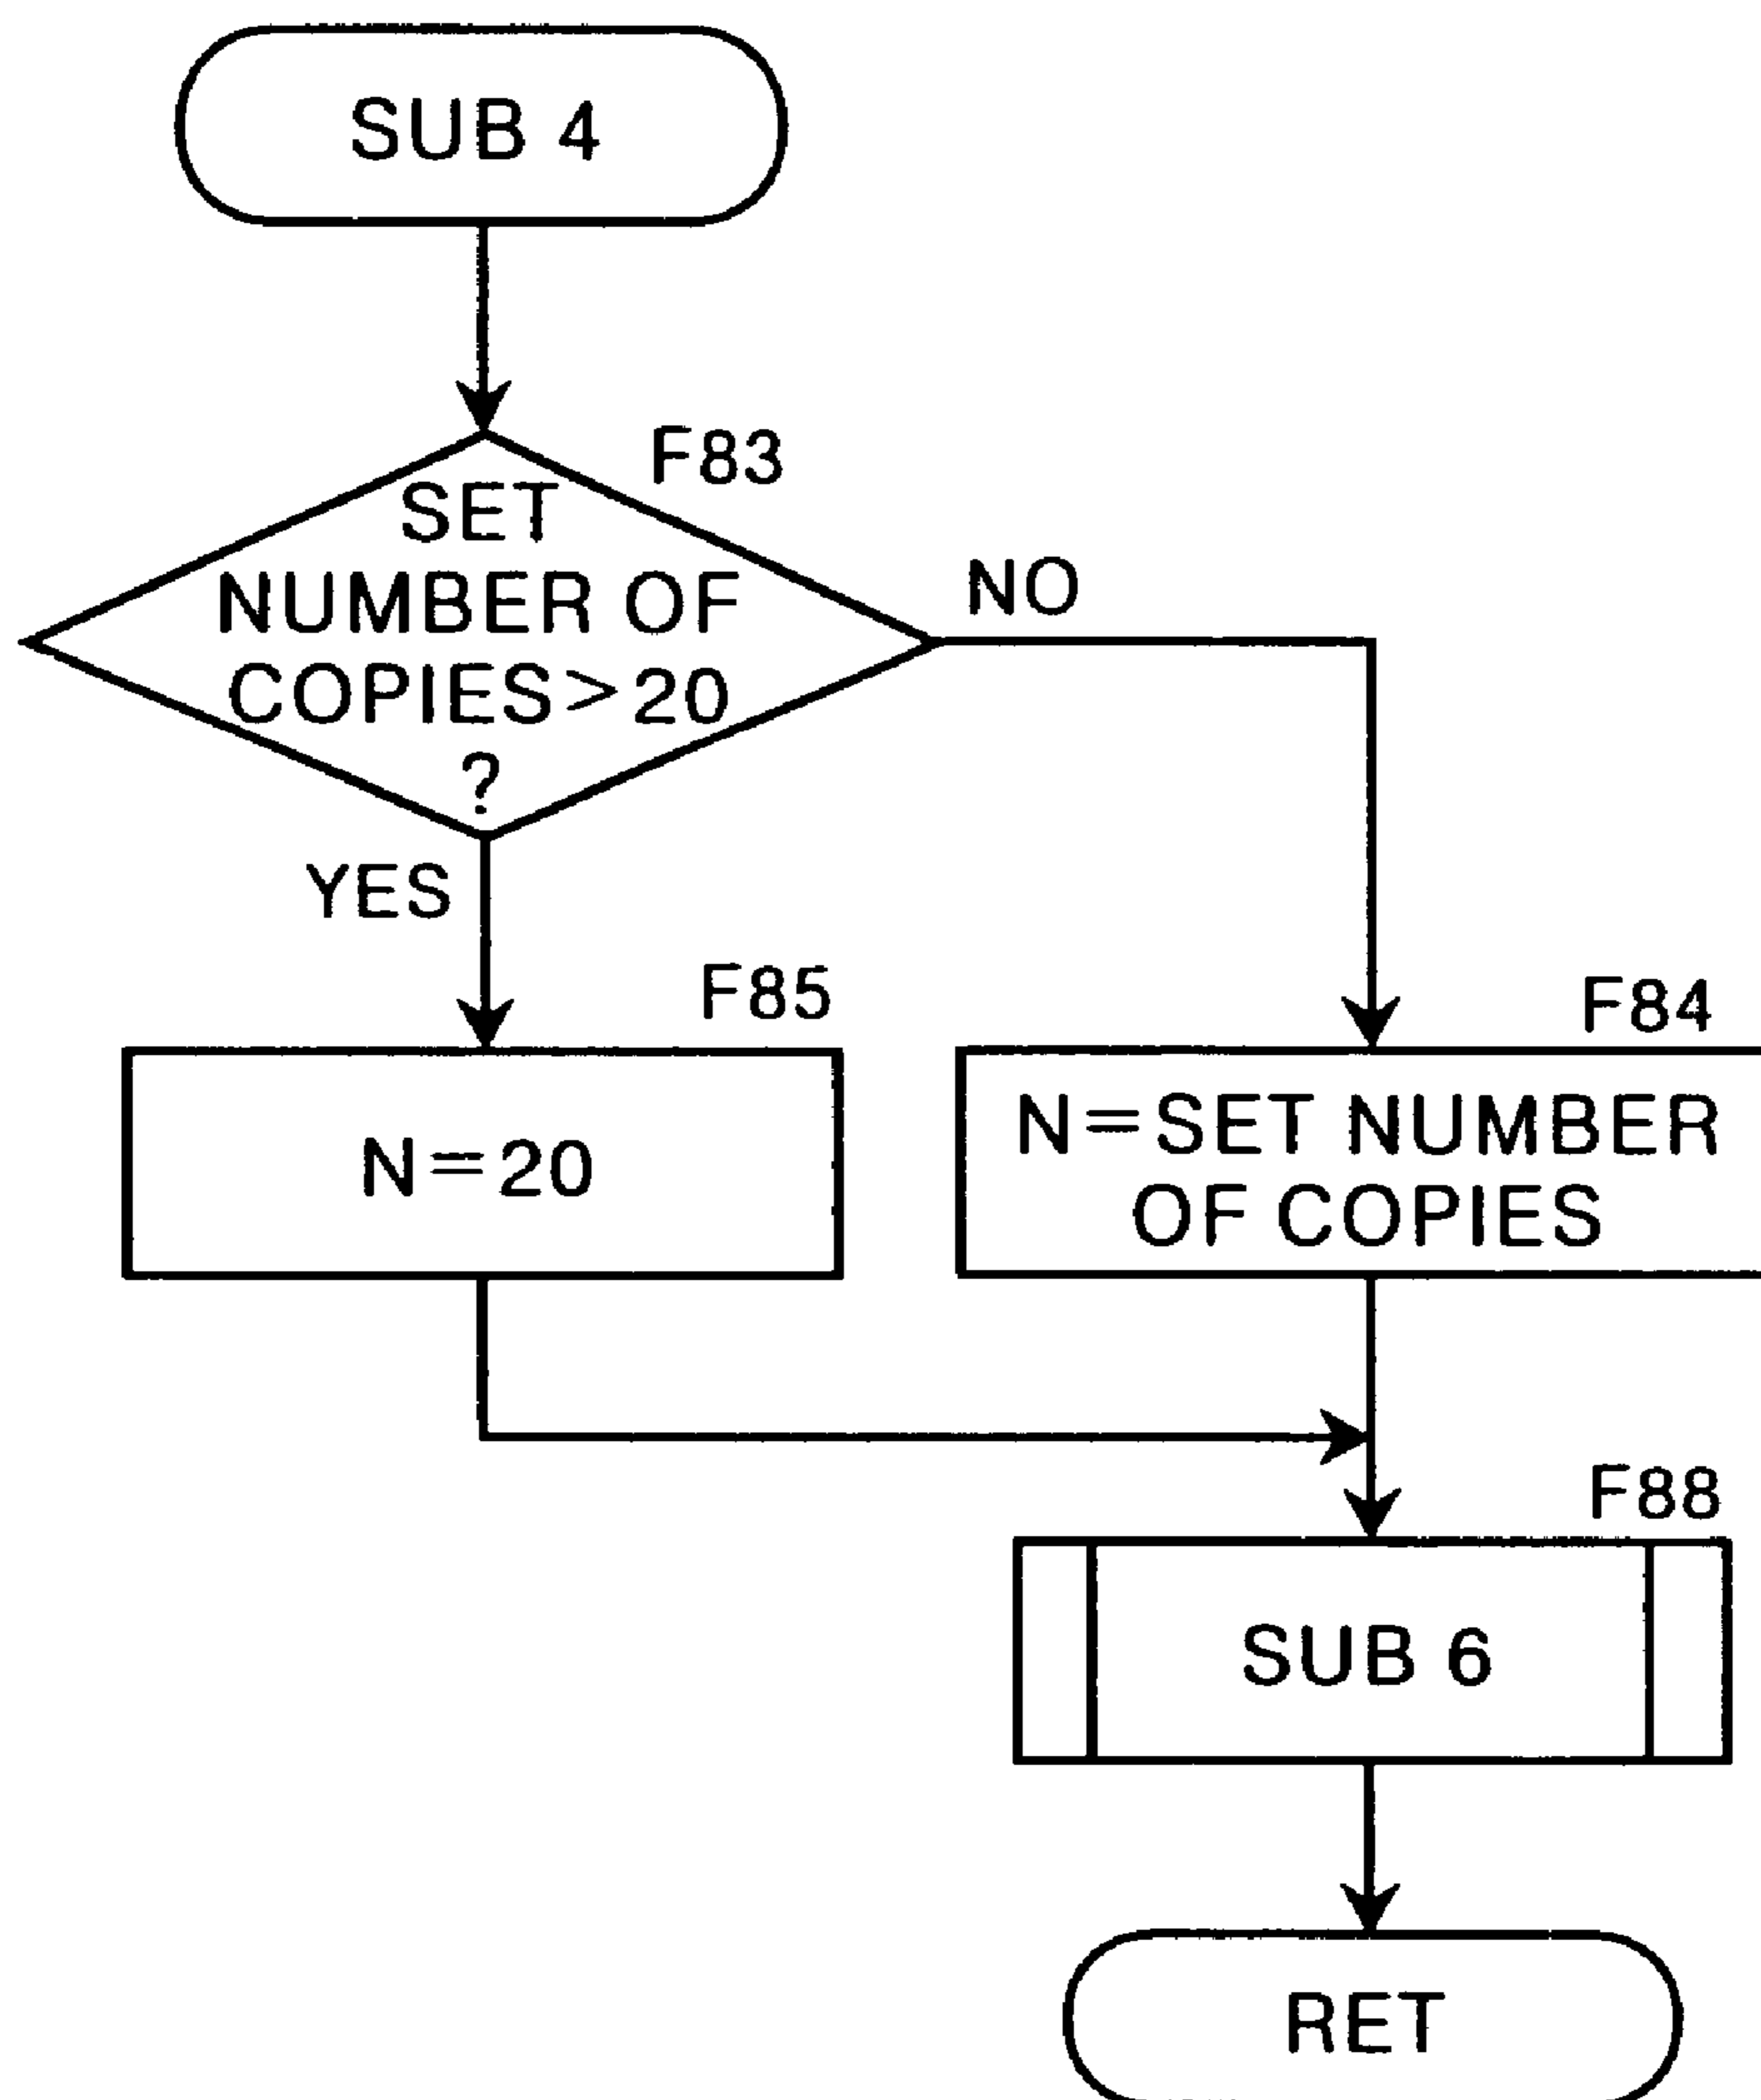 SUB 4
F83
SET
NUMBER OF
COPIES>20
?
NO
YES
F85
F84
N=20
N=SET NUMBER
OF COPIES
F88
SUB 6
RET